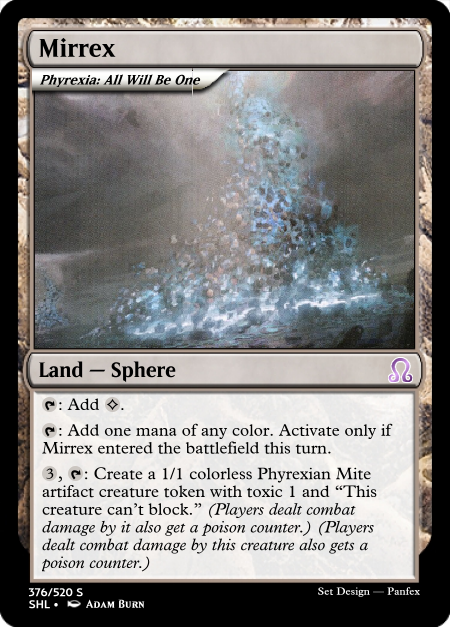 Mirrex
Phyrexia: All Will Be One
Land — Sphere
: Add .
: Add one mana of any color. Activate only if
Mirrex entered the battlefield this turn.
3, : Create a 1/1 colorless Phyrexian Mite
artifact creature token with toxic 1 and “This
creature can’t block.” (Players dealt combat
damage by it also get a poison counter.) (Players
dealt combat damage by this creature also gets a
poison counter.)
376/520 S
Set Design — Panfex
SHL • Adam Burn